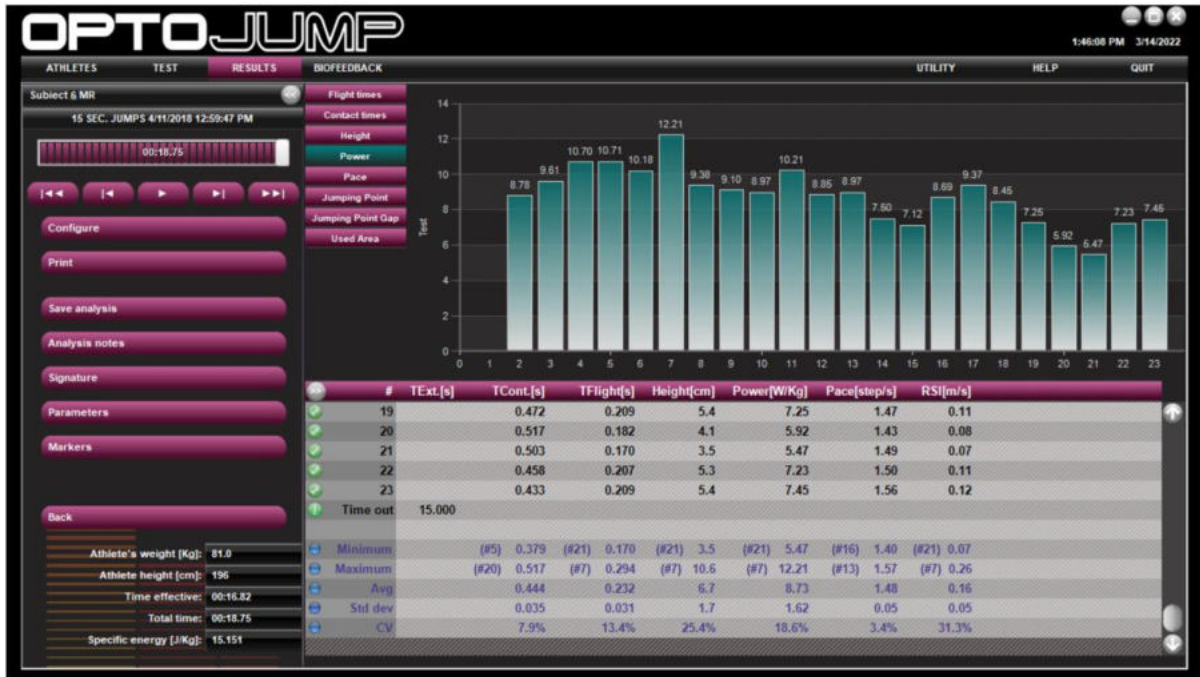 OPTOJUMP
1:46:08 PM 3/14/2022
ATHLETES TEST RESULTS BIOFEEDBACK UTILITY HELP QUIT
Subiect 6 MR
15 SEC. JUMPS 4/11/2018 12:59:47 PM
00:18.75
Configure
Print
Save analysis
Analysis notes
Signature
Parameters
Markers
Back
Athlete's weight [Kg]: 81.0
Athlete height [cm]: 196
Time effective: 00:16.82
Total time: 00:18.75
Specific energy [J/Kg]: 15.151
Flight times
Contact times
Height
Power
Pace
Jumping Point
Jumping Point Gap
Used Area
Test
14
12
10
8
6
4
2
0
8.78 9.61 10.70 10.71 10.18 12.21 9.38 9.10 8.97 10.21 8.85 8.97 7.50 7.12 8.69 9.37 8.45 7.25 5.92 5.47 7.23 7.45
0 1 2 3 4 5 6 7 8 9 10 11 12 13 14 15 16 17 18 19 20 21 22 23
# TExt.[s] TCont.[s] TFlight[s] Height[cm] Power[W/Kg] Pace[step/s] RSI[m/s]
19 0.472 0.209 5.4 7.25 1.47 0.11
20 0.517 0.182 4.1 5.92 1.43 0.08
21 0.503 0.170 3.5 5.47 1.49 0.07
22 0.458 0.207 5.3 7.23 1.50 0.11
23 0.433 0.209 5.4 7.45 1.56 0.12
Time out 15.000
Minimum (#5) 0.379 (#21) 0.170 (#21) 3.5 (#21) 5.47 (#16) 1.40 (#21) 0.07
Maximum (#20) 0.517 (#7) 0.294 (#7) 10.6 (#7) 12.21 (#13) 1.57 (#7) 0.26
Avg 0.444 0.232 6.7 8.73 1.48 0.16
Std dev 0.035 0.031 1.7 1.62 0.05 0.05
CV 7.9% 13.4% 25.4% 18.6% 3.4% 31.3%